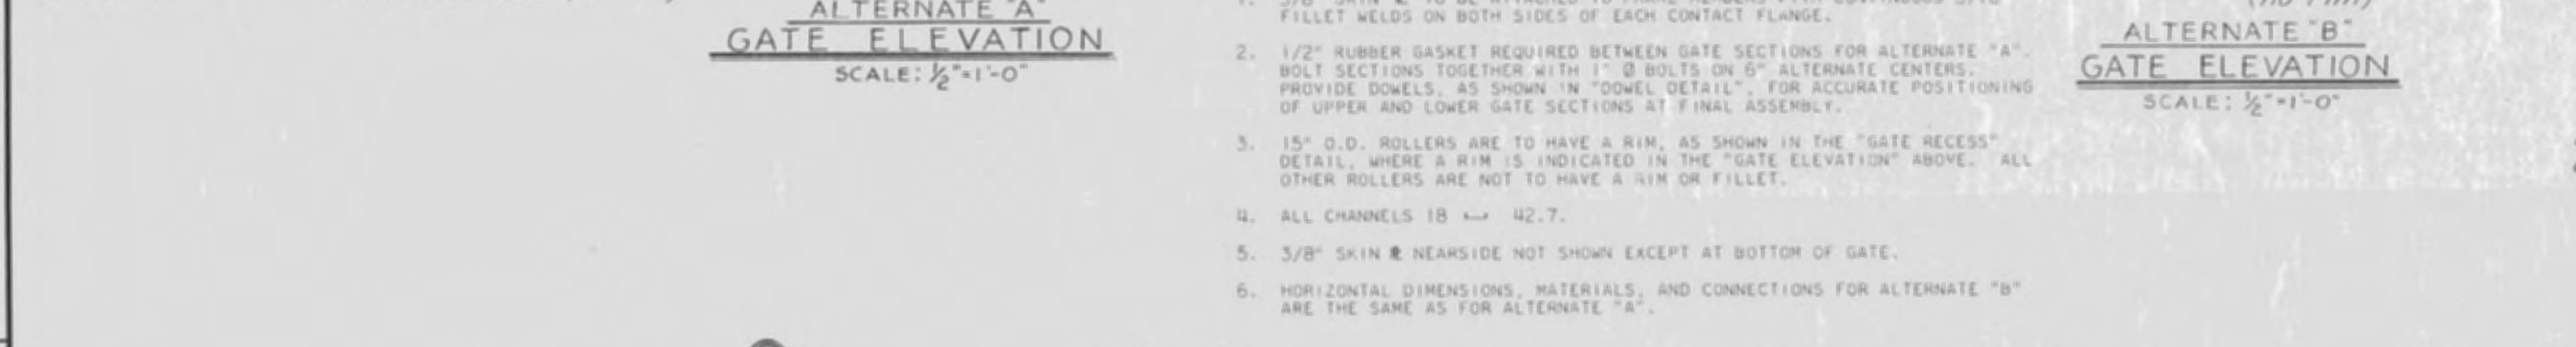 ALTERNATE "A"
GATE ELEVATION
SCALE: ½"=1'-0"
FILLET WELDS ON BOTH SIDES OF EACH CONTACT FLANGE.
2. 1/2" RUBBER GASKET REQUIRED BETWEEN GATE SECTIONS FOR ALTERNATE "A".
BOLT SECTIONS TOGETHER WITH 1" Ø BOLTS ON 6" ALTERNATE CENTERS.
PROVIDE DOWELS, AS SHOWN IN "DOWEL DETAIL", FOR ACCURATE POSITIONING
OF UPPER AND LOWER GATE SECTIONS AT FINAL ASSEMBLY.
3. 15" O.D. ROLLERS ARE TO HAVE A RIM, AS SHOWN IN THE "GATE RECESS"
DETAIL, WHERE A RIM IS INDICATED IN THE "GATE ELEVATION" ABOVE. ALL
OTHER ROLLERS ARE NOT TO HAVE A RIM OR FILLET.
4. ALL CHANNELS 18 ⌴ 42.7.
5. 3/8" SKIN ℄ NEARSIDE NOT SHOWN EXCEPT AT BOTTOM OF GATE.
6. HORIZONTAL DIMENSIONS, MATERIALS, AND CONNECTIONS FOR ALTERNATE "B"
ARE THE SAME AS FOR ALTERNATE "A".
(no rim)
ALTERNATE "B"
GATE ELEVATION
SCALE: ½"=1'-0"